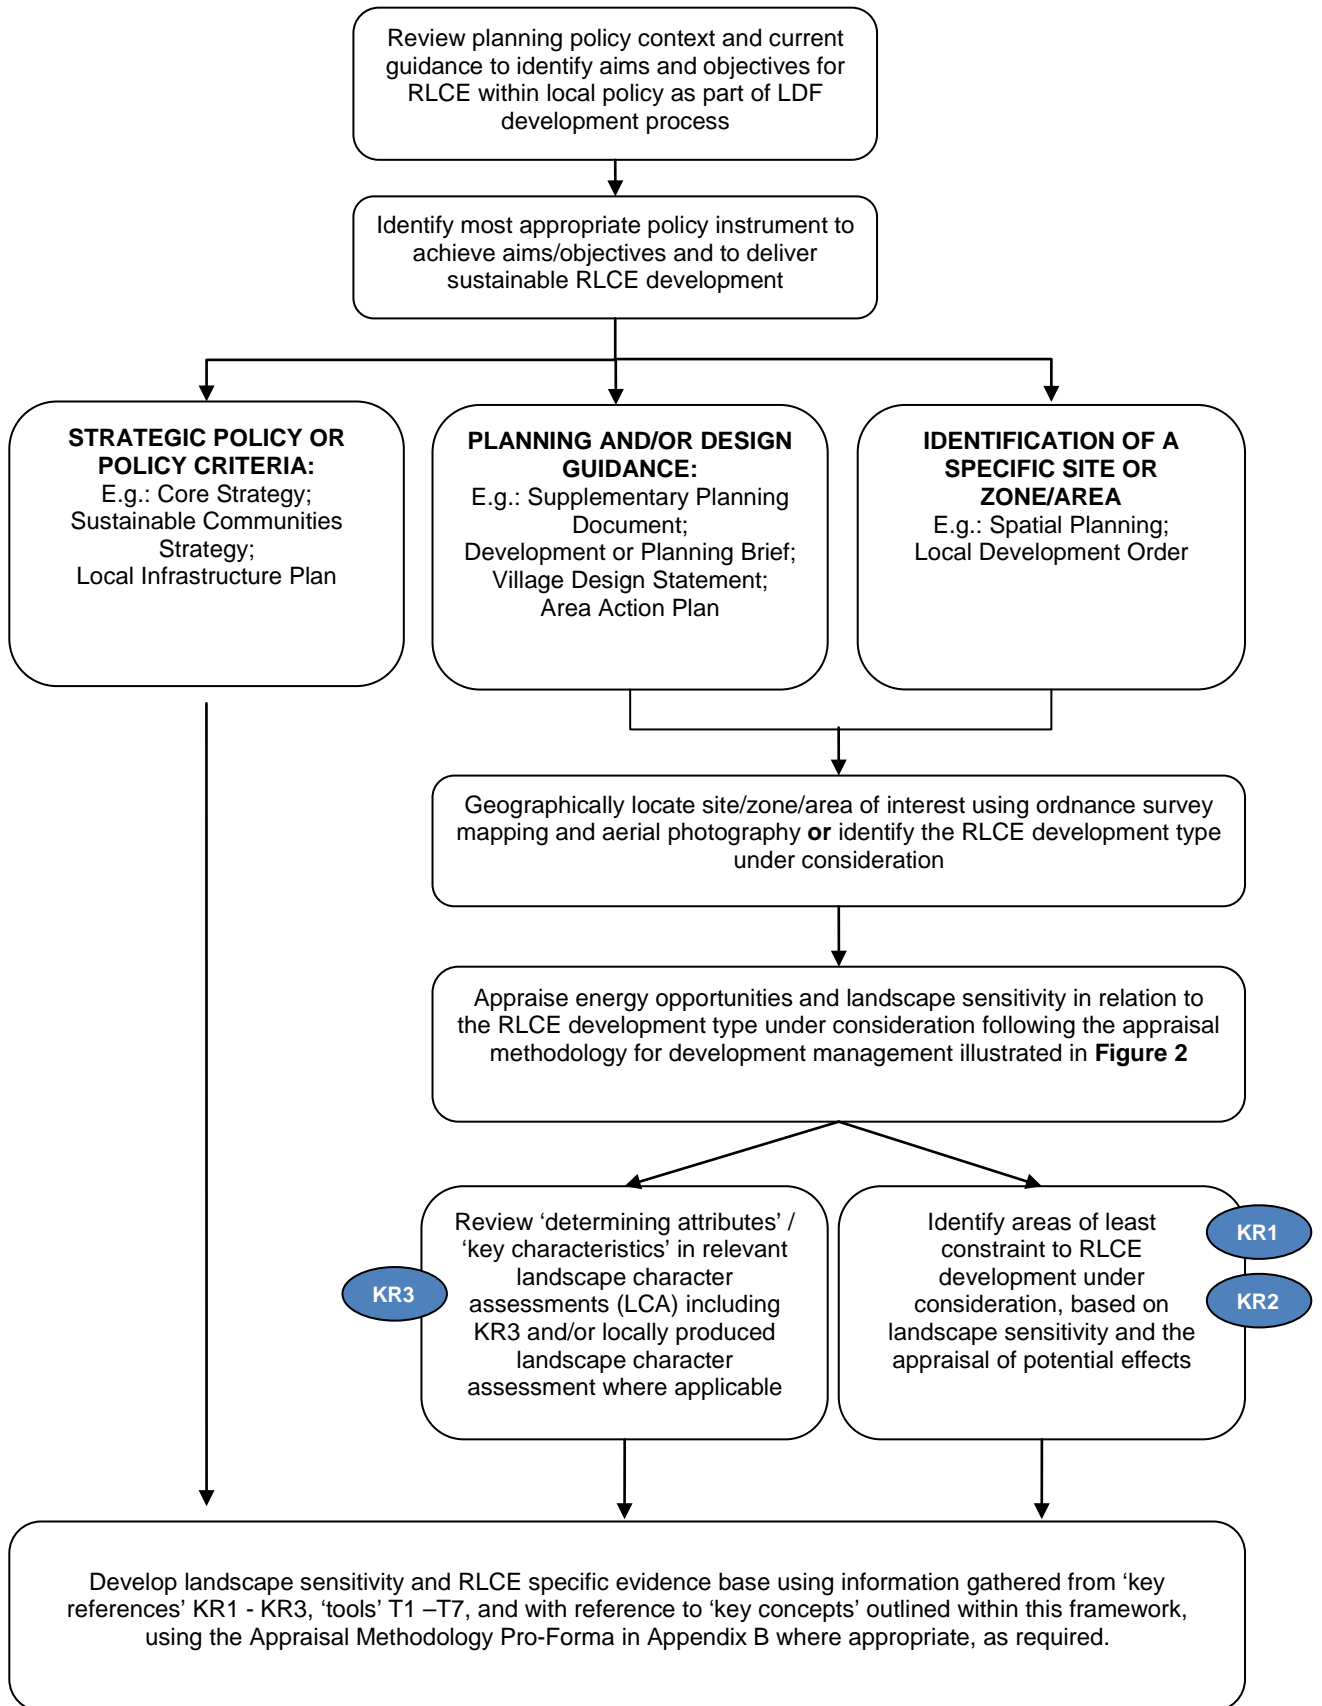 Review planning policy context and current
guidance to identify aims and objectives for
RLCE within local policy as part of LDF
development process
Identify most appropriate policy instrument to
achieve aims/objectives and to deliver
sustainable RLCE development
STRATEGIC POLICY OR
POLICY CRITERIA:
E.g.: Core Strategy;
Sustainable Communities
Strategy;
Local Infrastructure Plan
PLANNING AND/OR DESIGN
GUIDANCE:
E.g.: Supplementary Planning
Document;
Development or Planning Brief;
Village Design Statement;
Area Action Plan
IDENTIFICATION OF A
SPECIFIC SITE OR
ZONE/AREA
E.g.: Spatial Planning;
Local Development Order
Geographically locate site/zone/area of interest using ordnance survey
mapping and aerial photography or identify the RLCE development type
under consideration
Appraise energy opportunities and landscape sensitivity in relation to
the RLCE development type under consideration following the appraisal
methodology for development management illustrated in Figure 2
KR3
Review ‘determining attributes’ /
‘key characteristics’ in relevant
landscape character
assessments (LCA) including
KR3 and/or locally produced
landscape character
assessment where applicable
Identify areas of least
constraint to RLCE
development under
consideration, based on
landscape sensitivity and the
appraisal of potential effects
KR1
KR2
Develop landscape sensitivity and RLCE specific evidence base using information gathered from ‘key
references’ KR1 - KR3, ‘tools’ T1 –T7, and with reference to ‘key concepts’ outlined within this framework,
using the Appraisal Methodology Pro-Forma in Appendix B where appropriate, as required.